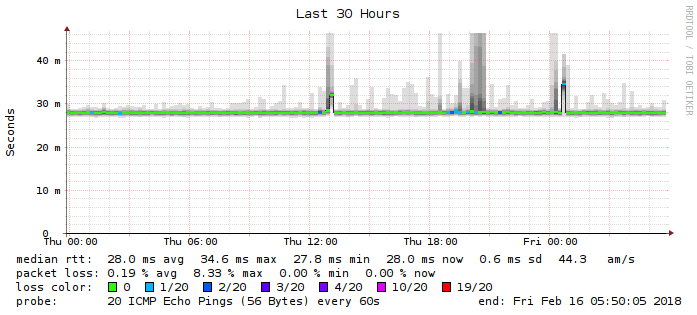 Last 30 Hours
RRDTOOL / TOBI OETIKER
Seconds
40 m
30 m
20 m
10 m
0
Thu 00:00 Thu 06:00 Thu 12:00 Thu 18:00 Fri 00:00
median rtt: 28.0 ms avg 34.6 ms max 27.8 ms min 28.0 ms now 0.6 ms sd 44.3 am/s
packet loss: 0.19 % avg 8.33 % max 0.00 % min 0.00 % now
loss color: 0 1/20 2/20 3/20 4/20 10/20 19/20
probe: 20 ICMP Echo Pings (56 Bytes) every 60s end: Fri Feb 16 05:50:05 2018